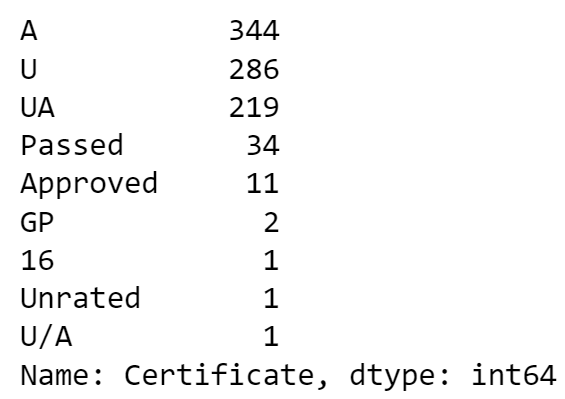 A 344
U 286
UA 219
Passed 34
Approved 11
GP 2
16 1
Unrated 1
U/A 1
Name: Certificate, dtype: int64